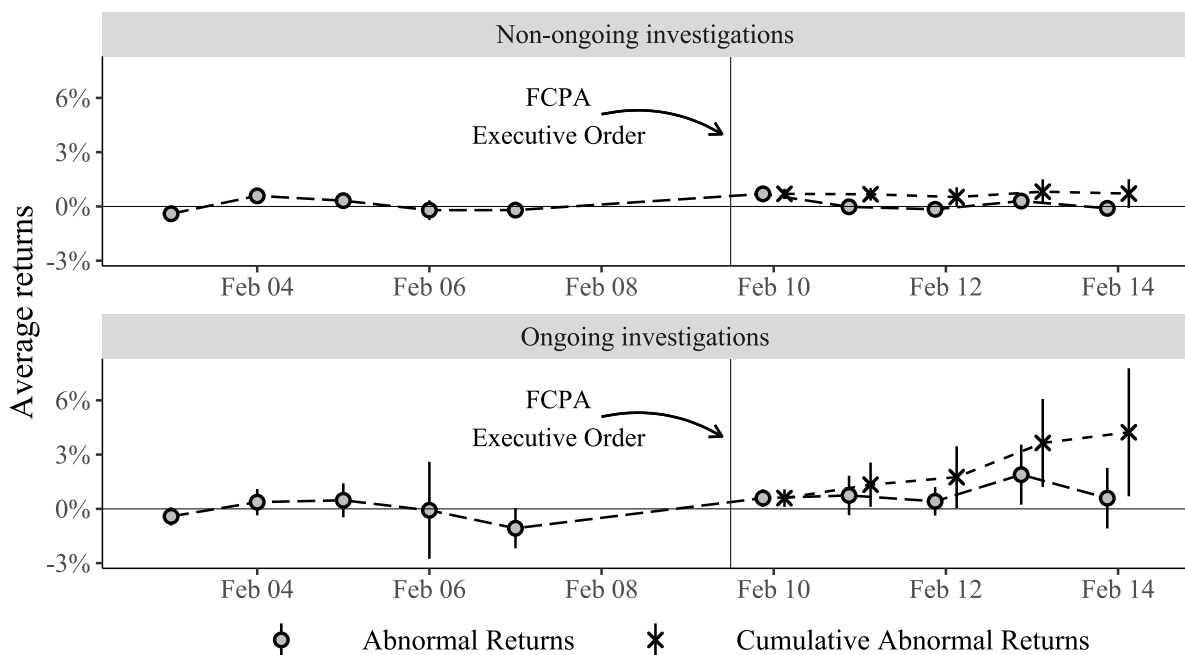 Non-ongoing investigations
Average returns
6%
3%
0%
-3%
FCPA
Executive Order
Feb 04
Feb 06
Feb 08
Feb 10
Feb 12
Feb 14
Ongoing investigations
6%
3%
0%
-3%
FCPA
Executive Order
Feb 04
Feb 06
Feb 08
Feb 10
Feb 12
Feb 14
Abnormal Returns
Cumulative Abnormal Returns